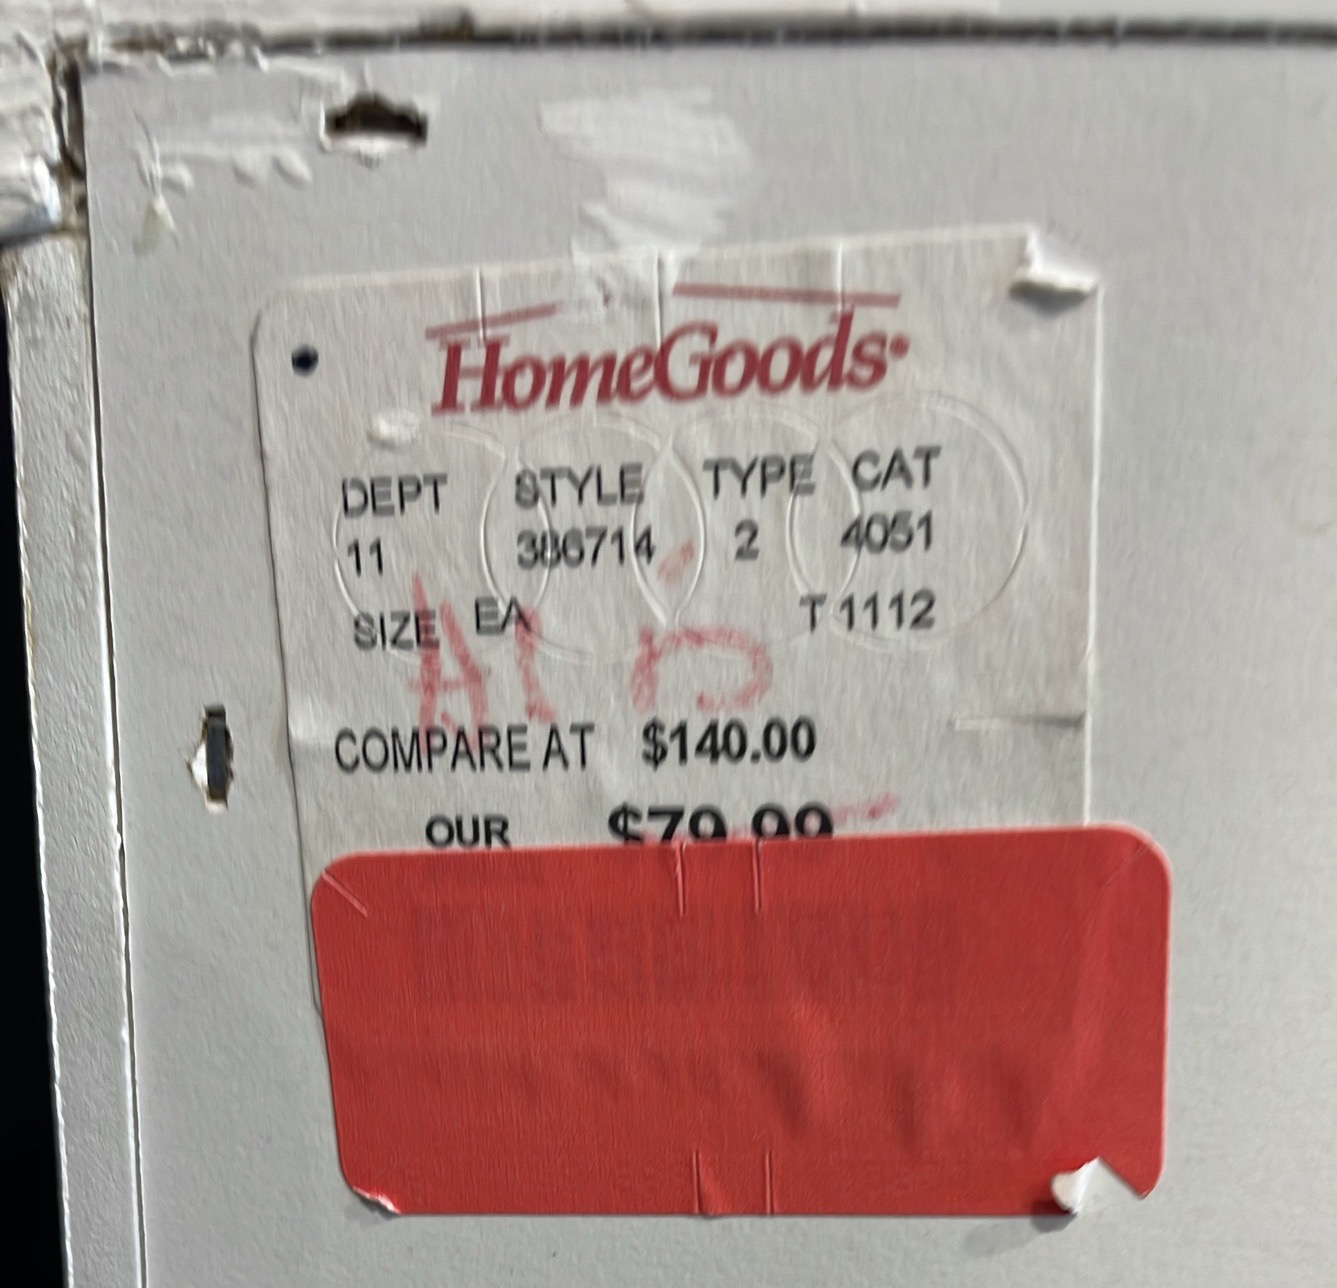 HomeGoods
DEPT STYLE TYPE CAT
11 386714 2 4051
SIZE EA T 1112
COMPARE AT $140.00
OUR $79.99